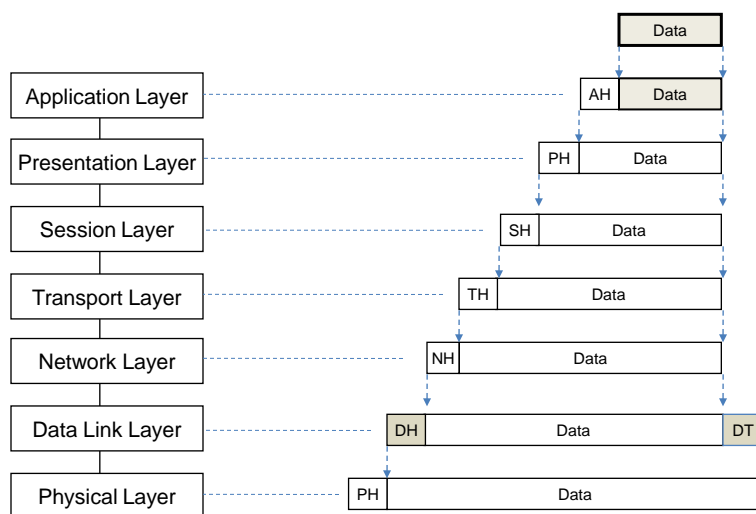 Data
Application Layer
AH
Data
Presentation Layer
PH
Data
Session Layer
SH
Data
Transport Layer
TH
Data
Network Layer
NH
Data
Data Link Layer
DH
Data
DT
Physical Layer
PH
Data